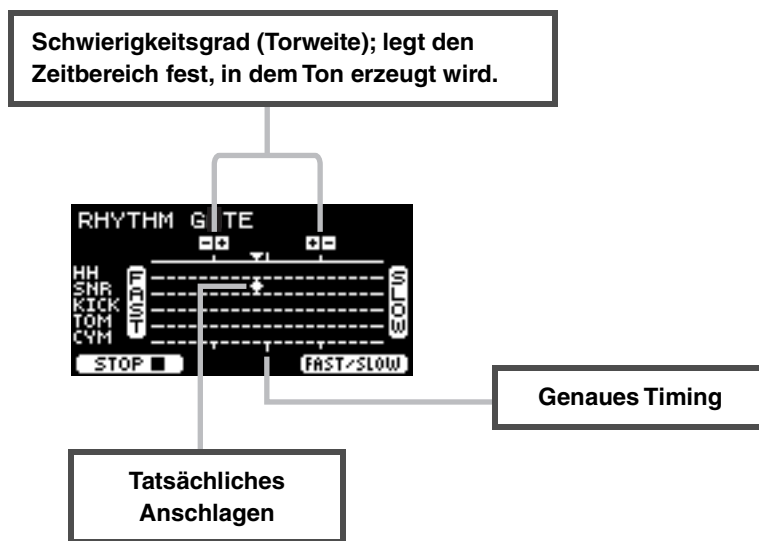 Schwierigkeitsgrad (Torweite); legt den
Zeitbereich fest, in dem Ton erzeugt wird.
RHYTHM GATE
HH
SNR
KICK
TOM
CYM
FAST
SLOW
STOP
FAST/SLOW
Genaues Timing
Tatsächliches
Anschlagen